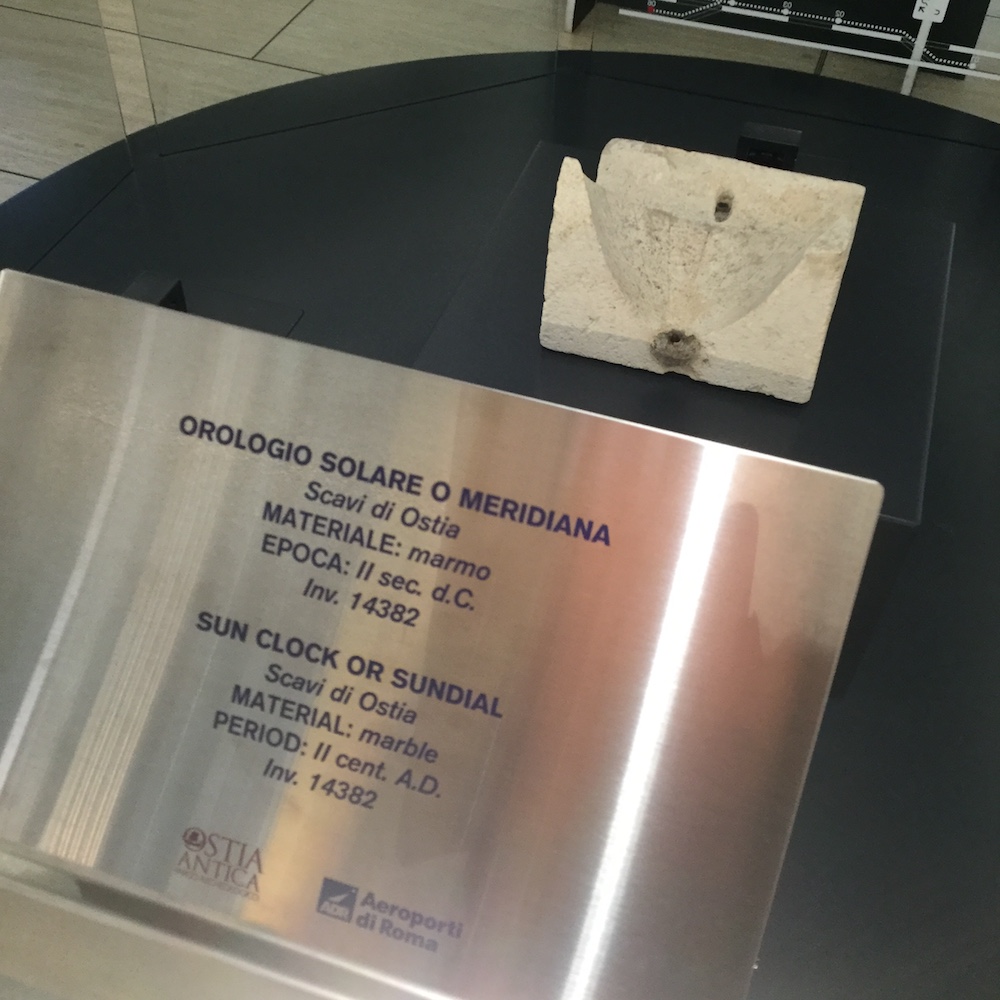 OROLOGIO SOLARE O MERIDIANA
Scavi di Ostia
MATERIALE: marmo
EPOCA: II sec. d.C.
Inv. 14382
SUN CLOCK OR SUNDIAL
Scavi di Ostia
MATERIAL: marble
PERIOD: II cent. A.D.
Inv. 14382
OSTIA
ANTICA
ADR
Aeroporti
di Roma